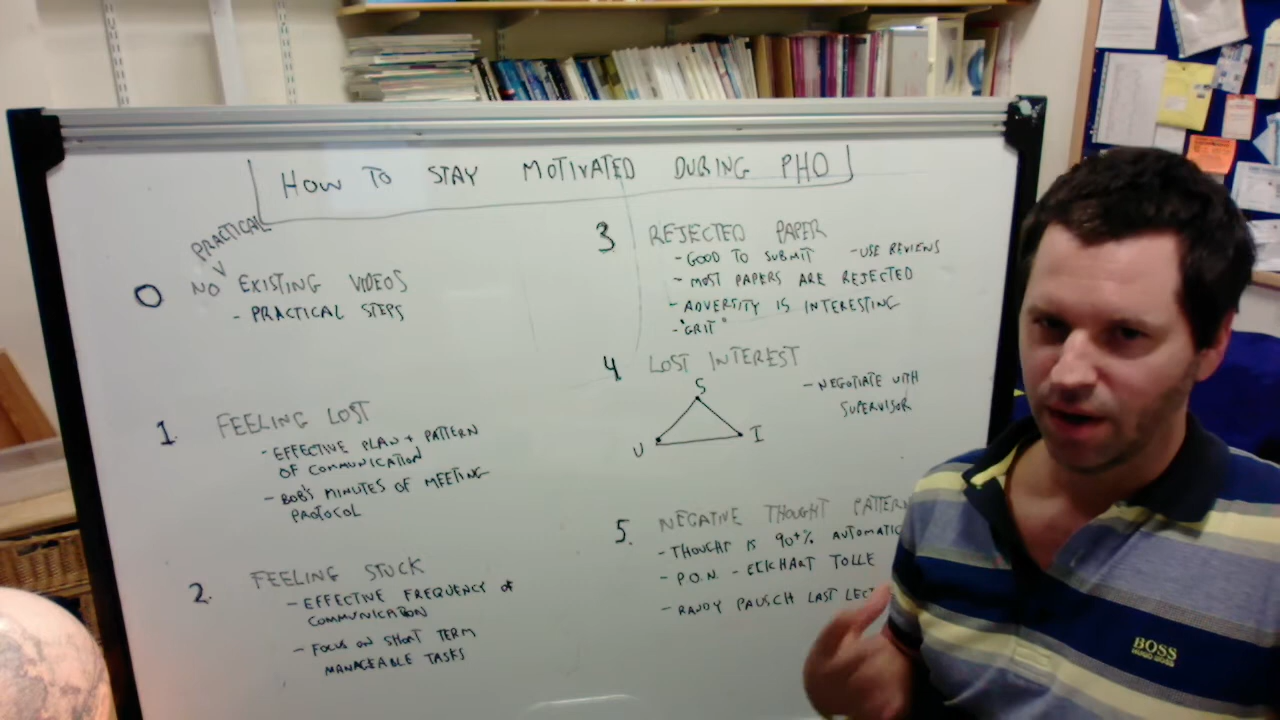 HOW TO STAY MOTIVATED DURING PHD
PRACTICAL
0 NO EXISTING VIDEOS
- PRACTICAL STEPS
1. FEELING LOST
- EFFECTIVE PLAN + PATTERN
OF COMMUNICATION
- BOB'S MINUTES OF MEETING
PROTOCOL
2. FEELING STUCK
- EFFECTIVE FREQUENCY OF
COMMUNICATION
- FOCUS ON SHORT TERM
MANAGEABLE TASKS
3 REJECTED PAPER
- GOOD TO SUBMIT - USE REVIEWS
- MOST PAPERS ARE REJECTED
- ADVERSITY IS INTERESTING
- "GRIT"
4 LOST INTEREST
S
U I
- NEGOTIATE WITH
SUPERVISOR
5. NEGATIVE THOUGHT PATTERN
- THOUGHT IS 90+% AUTOMATIC
- P.O.N. - ECKHART TOLLE
- RANDY PAUSCH LAST LECT
BOSS
HUGO BOSS